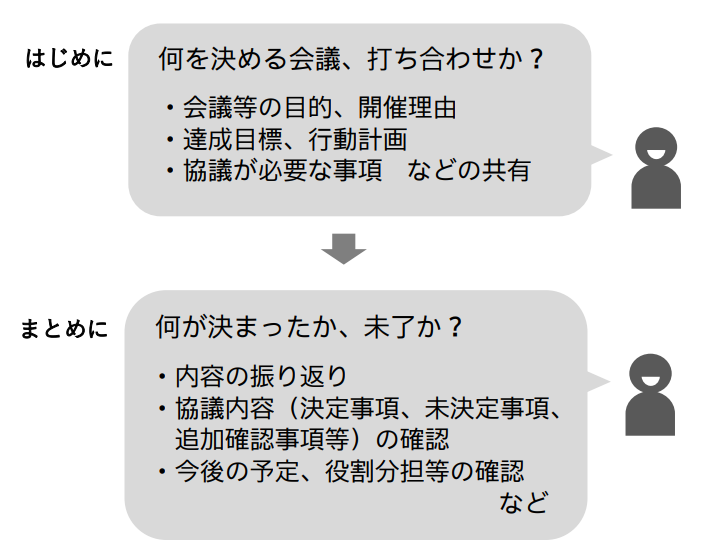 はじめに
何を決める会議、打ち合わせか？
・会議等の目的、開催理由
・達成目標、行動計画
・協議が必要な事項　などの共有
まとめに
何が決まったか、未了か？
・内容の振り返り
・協議内容（決定事項、未決定事項、
追加確認事項等）の確認
・今後の予定、役割分担等の確認
など